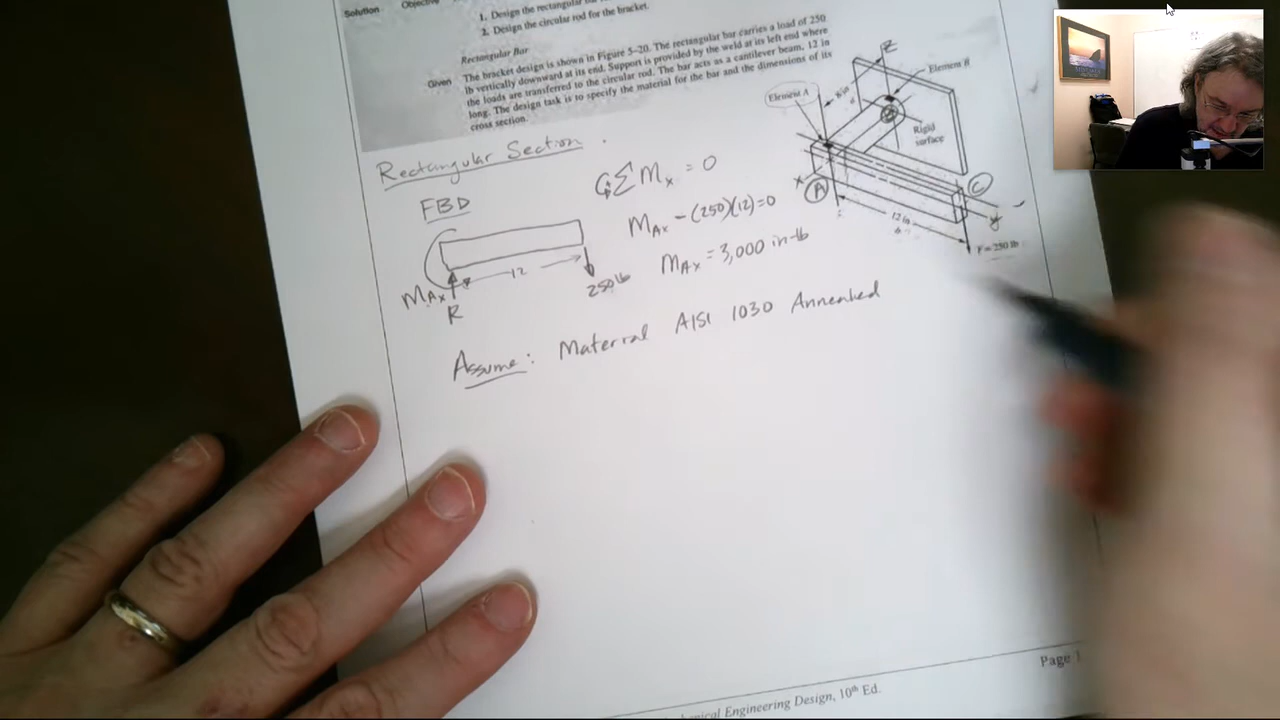 Solution Objective
1. Design the rectangular
2. Design the circular rod for the bracket.
Rectangular Bar
Given The bracket design is shown in Figure 5–20. The rectangular bar carries a load of 250
lb vertically downward at its end. Support is provided by the weld at its left end where
the loads are transferred to the circular rod. The bar acts as a cantilever beam, 12 in
long. The design task is to specify the material for the bar and the dimensions of its
cross section.
Z
Element B
Element A
Rigid
surface
X
A
C
y
12 in
F = 250 lb
Rectangular Section .
FBD
ΣMx = 0
MAx - (250)(12)=0
MAx = 3,000 in-lb
12
250 lb
MAx
R
Assume: Material AISI 1030 Annealed
Page 1
Engineering Design, 10th Ed.